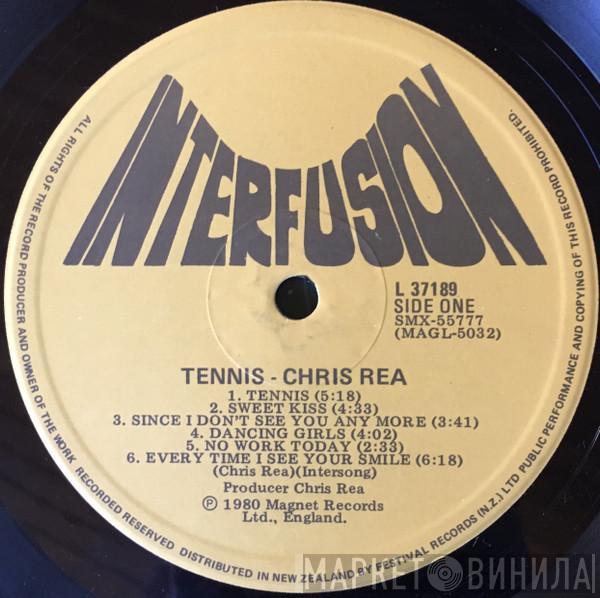 INTERFUSION
L 37189
SIDE ONE
SMX-55777
(MAGL-5032)
TENNIS - CHRIS REA
1. TENNIS (5:18)
2. SWEET KISS (4:33)
3. SINCE I DON'T SEE YOU ANY MORE (3:41)
4. DANCING GIRLS (4:02)
5. NO WORK TODAY (2:33)
6. EVERY TIME I SEE YOUR SMILE (6:18)
(Chris Rea)(Intersong)
Producer Chris Rea
Ⓟ 1980 Magnet Records
Ltd., England.
ALL RIGHTS OF THE RECORD PRODUCER AND OWNER OF THE WORK RECORDED RESERVED. DISTRIBUTED IN NEW ZEALAND BY FESTIVAL RECORDS (N.Z.) LTD PUBLIC PERFORMANCE AND COPYING OF THIS RECORD PROHIBITED.
МАРКЕТ ВИНИЛА